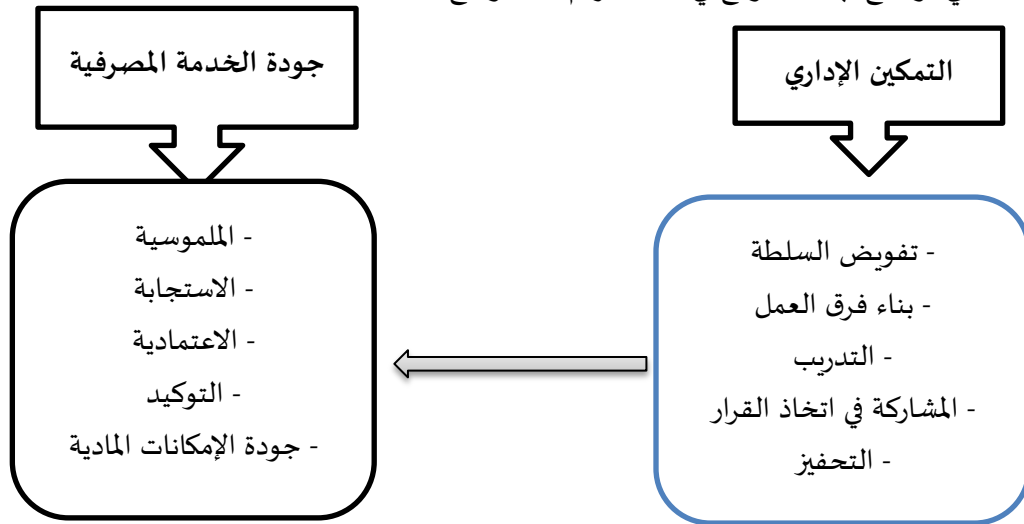 التمكين الإداري
- تفويض السلطة
- بناء فرق العمل
- التدريب
- المشاركة في اتخاذ القرار
- التحفيز
جودة الخدمة المصرفية
- الملموسية
- الاستجابة
- الاعتمادية
- التوكيد
- جودة الإمكانات المادية